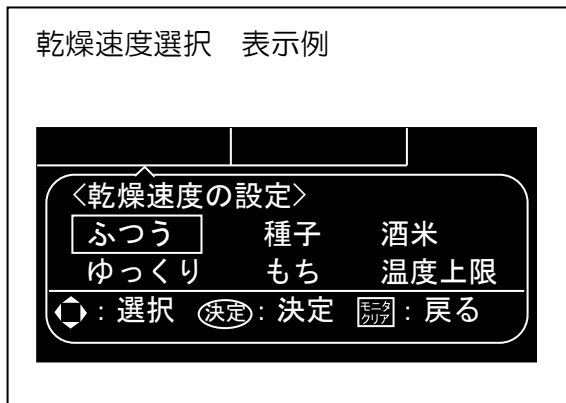 乾燥速度選択　表示例
〈乾燥速度の設定〉
ふつう　種子　酒米
ゆっくり　もち　温度上限
：選択　決定：決定　モニタクリア：戻る